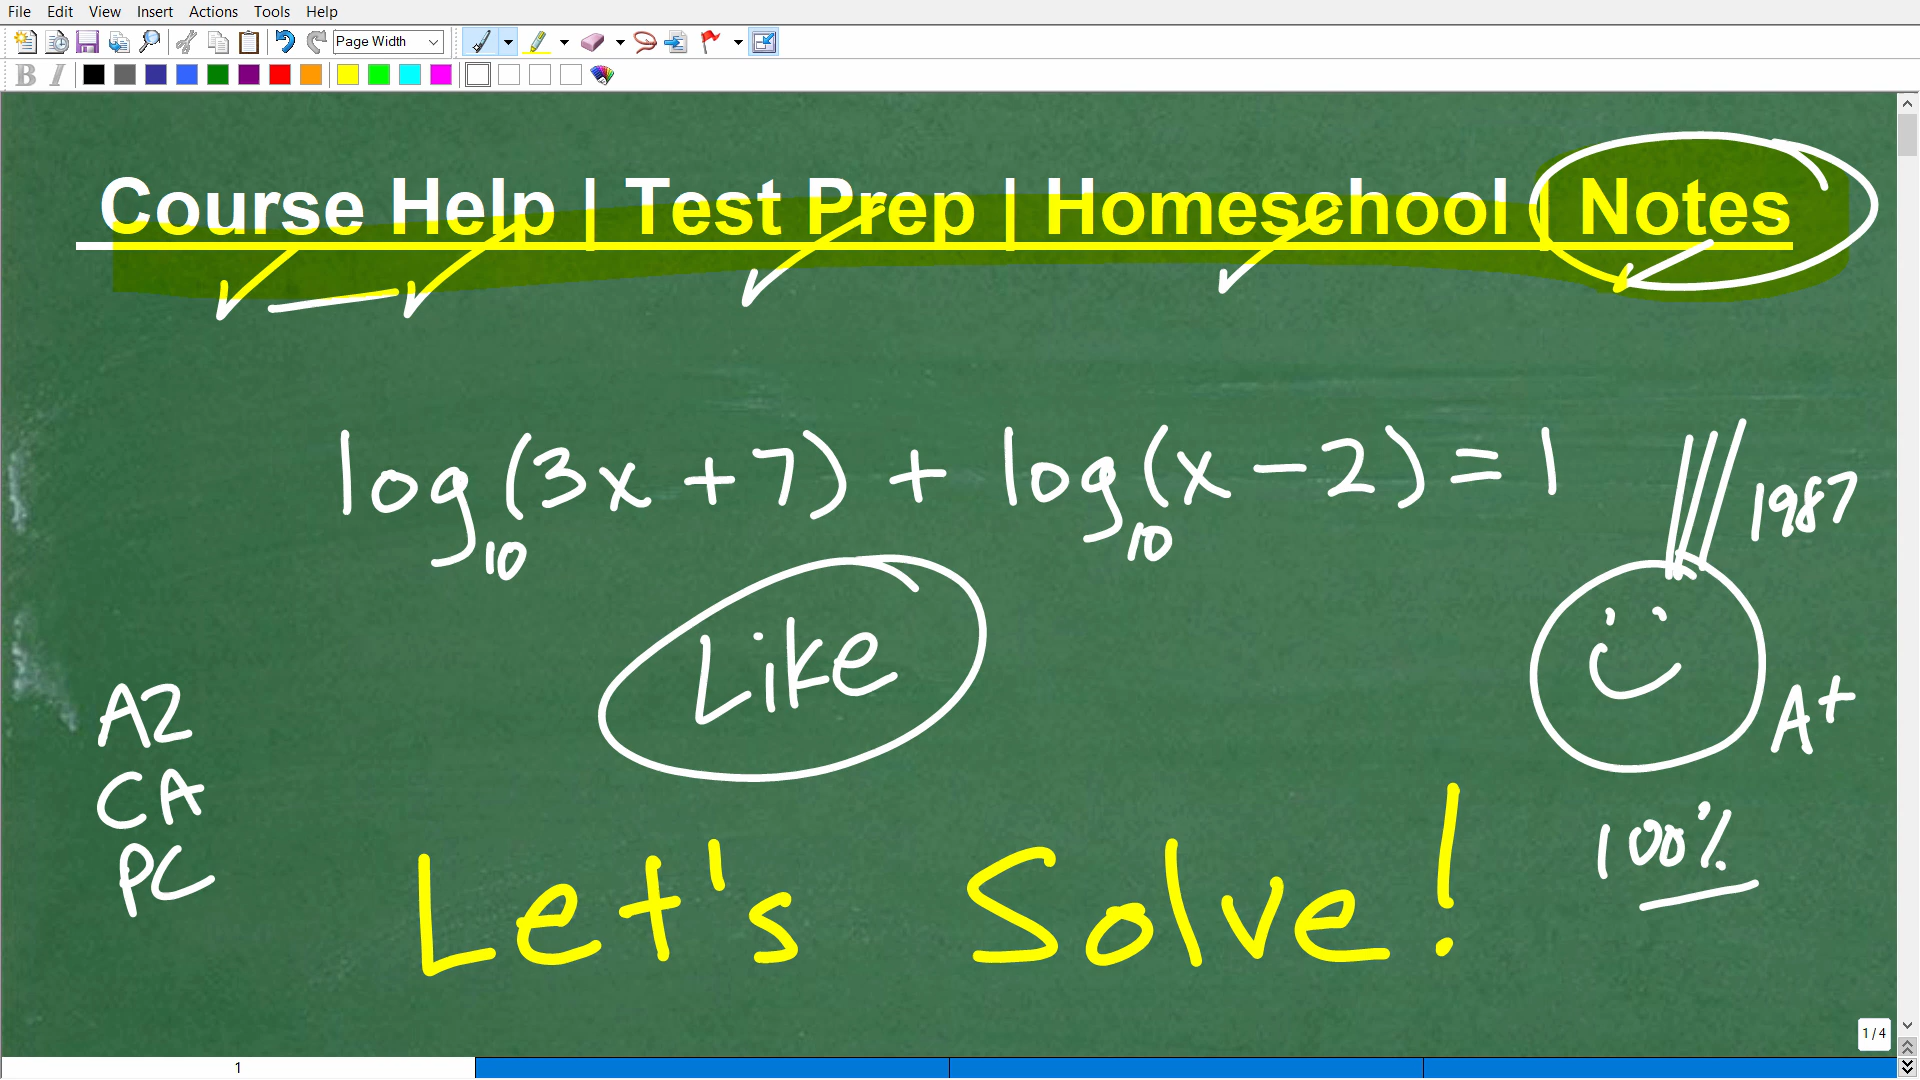 File Edit View Insert Actions Tools Help
Page Width
B I
Course Help | Test Prep | Homeschool | Notes
log₁₀(3x + 7) + log₁₀(x - 2) = 1
1987
Like
A2
A+
CA
100%
PC
Let's Solve!
1 / 4
1